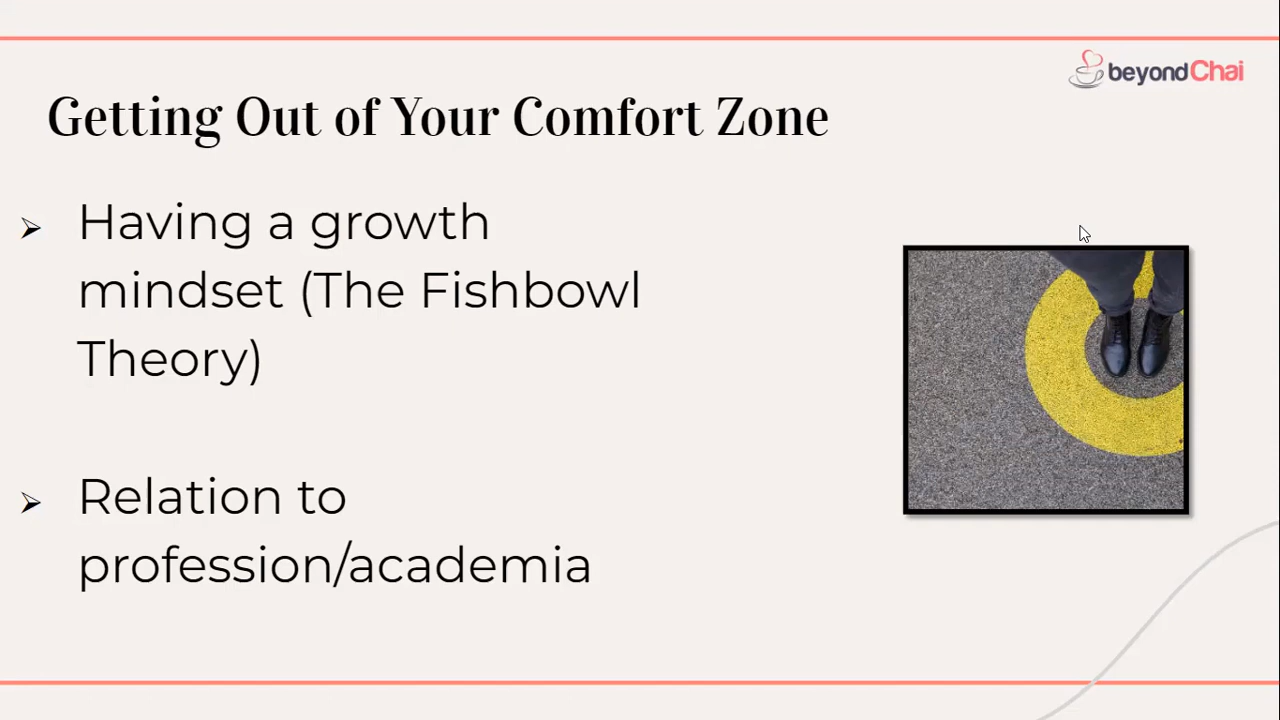 beyondChai
Getting Out of Your Comfort Zone
➢ Having a growth
mindset (The Fishbowl
Theory)
➢ Relation to
profession/academia